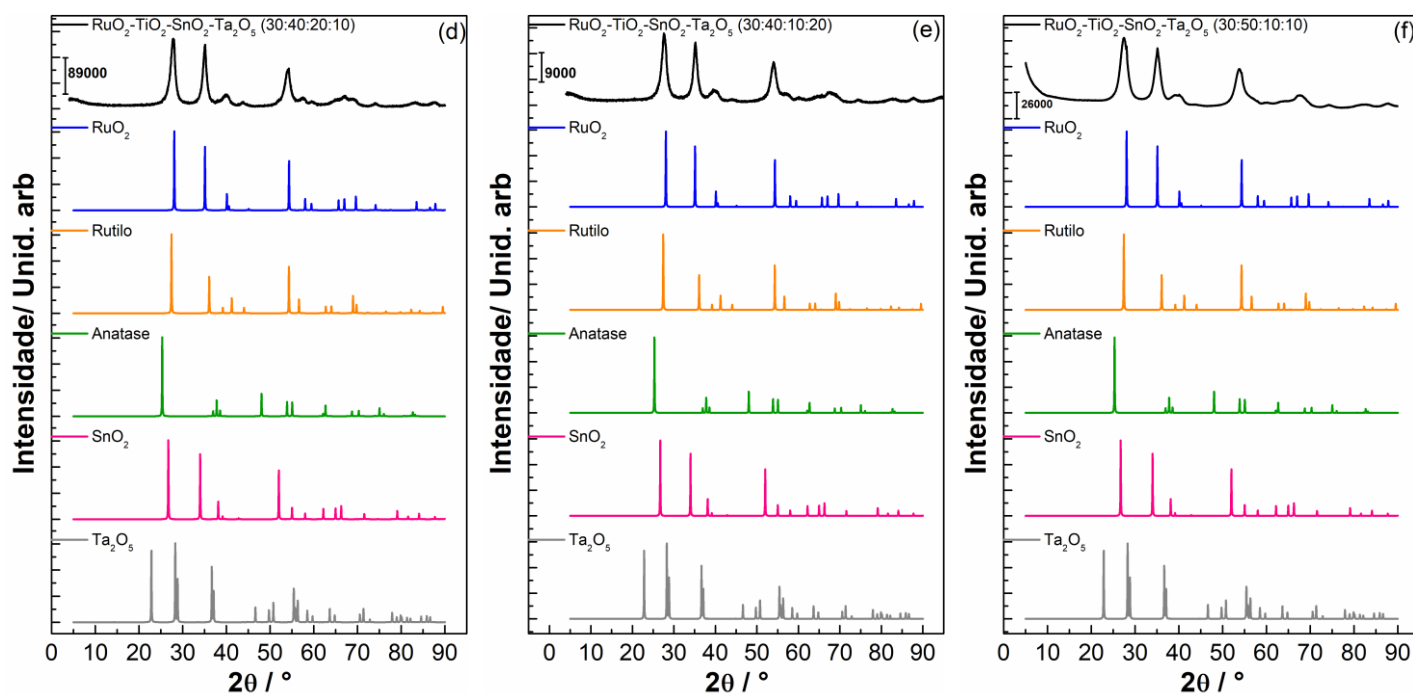 RuO₂-TiO₂-SnO₂-Ta₂O₅ (30:40:20:10)
(d)
89000
RuO₂
Rutilo
Anatase
SnO₂
Ta₂O₅
Intensidade/ Unid. arb
0 10 20 30 40 50 60 70 80 90
2θ / °
RuO₂-TiO₂-SnO₂-Ta₂O₅ (30:40:10:20)
(e)
9000
RuO₂
Rutilo
Anatase
SnO₂
Ta₂O₅
Intensidade/ Unid. arb
0 10 20 30 40 50 60 70 80 90
2θ / °
RuO₂-TiO₂-SnO₂-Ta₂O₅ (30:50:10:10)
(f)
26000
RuO₂
Rutilo
Anatase
SnO₂
Ta₂O₅
Intensidade/ Unid. arb
0 10 20 30 40 50 60 70 80 90
2θ / °